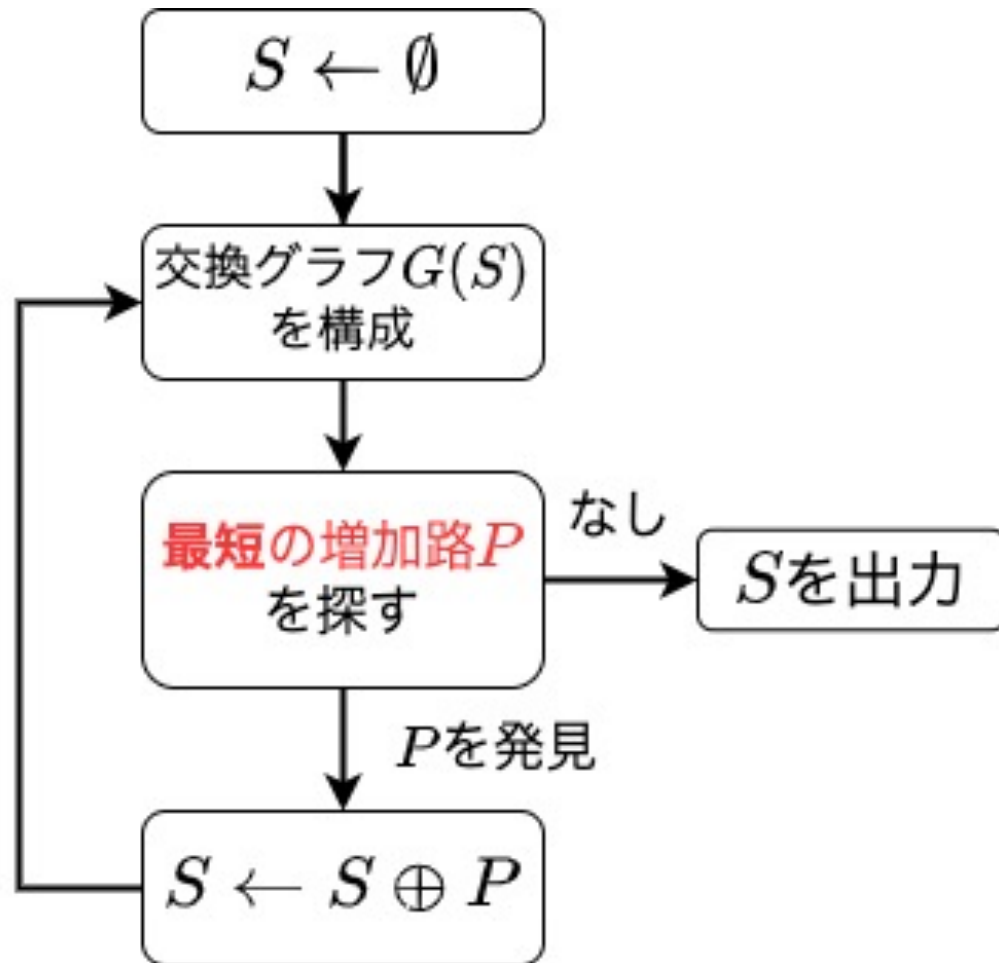 S ← ∅
交換グラフG(S)
を構成
最短の増加路P
を探す
なし
Sを出力
Pを発見
S ← S ⊕ P